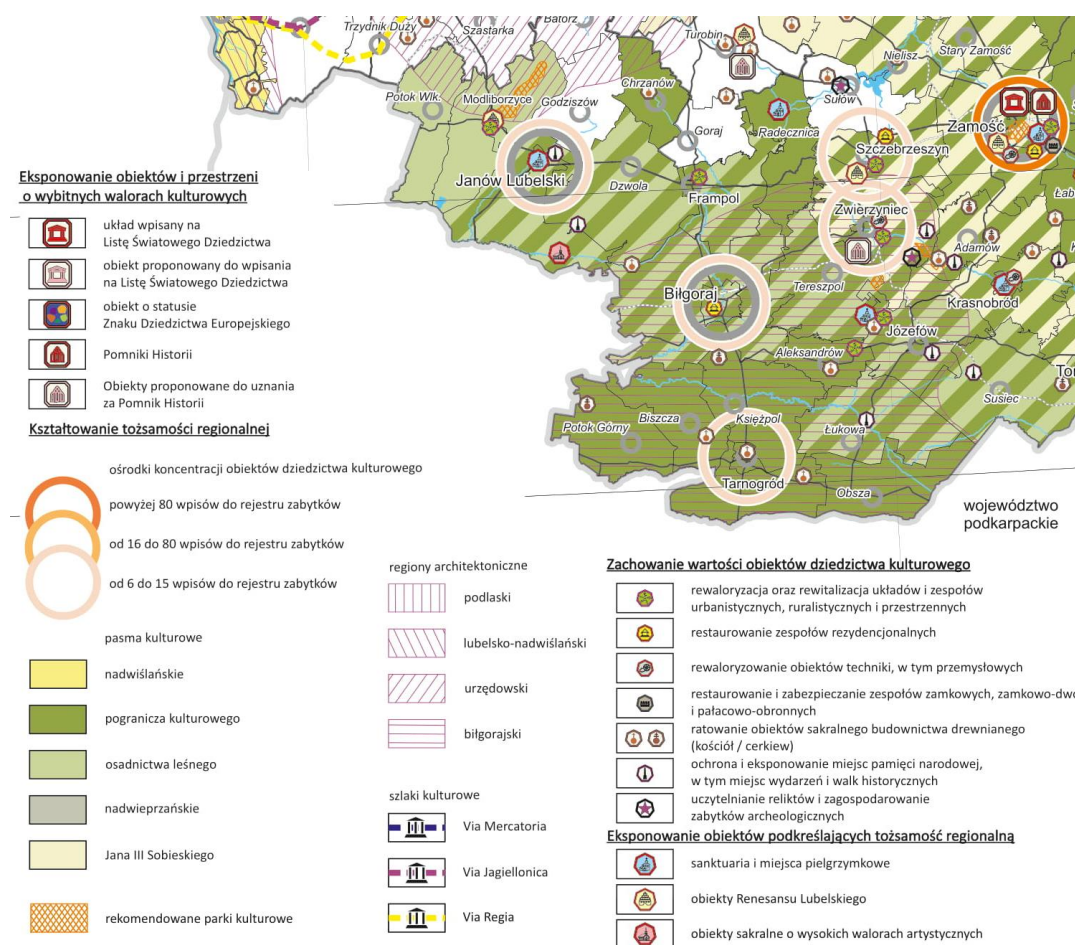 Trzydnik Duży
Szastarka
Batorz
Turobin
Nielisz
Stary Zamość
Potok Wlk.
Modliborzyce
Godziszów
Chrzanów
Sułów
Zamość
Goraj
Radecznica
Szczebrzeszyn
Janów Lubelski
Dzwola
Frampol
Zwierzyniec
Adamów
Tereszpol
Krasnobród
Biłgoraj
Józefów
Aleksandrów
Susiec
Biszcza
Księżpol
Potok Górny
Łukowa
Tarnogród
Obsza
województwo
podkarpackie
Eksponowanie obiektów i przestrzeni
o wybitnych walorach kulturowych
układ wpisany na
Listę Światowego Dziedzictwa
obiekt proponowany do wpisania
na Listę Światowego Dziedzictwa
obiekt o statusie
Znaku Dziedzictwa Europejskiego
Pomniki Historii
Obiekty proponowane do uznania
za Pomnik Historii
Kształtowanie tożsamości regionalnej
ośrodki koncentracji obiektów dziedzictwa kulturowego
powyżej 80 wpisów do rejestru zabytków
od 16 do 80 wpisów do rejestru zabytków
od 6 do 15 wpisów do rejestru zabytków
pasma kulturowe
nadwiślańskie
pogranicza kulturowego
osadnictwa leśnego
nadwieprzańskie
Jana III Sobieskiego
rekomendowane parki kulturowe
regiony architektoniczne
podlaski
lubelsko-nadwiślański
urzędowski
biłgorajski
szlaki kulturowe
Via Mercatoria
Via Jagiellonica
Via Regia
Zachowanie wartości obiektów dziedzictwa kulturowego
rewaloryzacja oraz rewitalizacja układów i zespołów
urbanistycznych, ruralistycznych i przestrzennych
restaurowanie zespołów rezydencjonalnych
rewaloryzowanie obiektów techniki, w tym przemysłowych
restaurowanie i zabezpieczanie zespołów zamkowych, zamkowo-dwo
i pałacowo-obronnych
ratowanie obiektów sakralnego budownictwa drewnianego
(kościół / cerkiew)
ochrona i eksponowanie miejsc pamięci narodowej,
w tym miejsc wydarzeń i walk historycznych
uczytelnianie reliktów i zagospodarowanie
zabytków archeologicznych
Eksponowanie obiektów podkreślających tożsamość regionalną
sanktuaria i miejsca pielgrzymkowe
obiekty Renesansu Lubelskiego
obiekty sakralne o wysokich walorach artystycznych